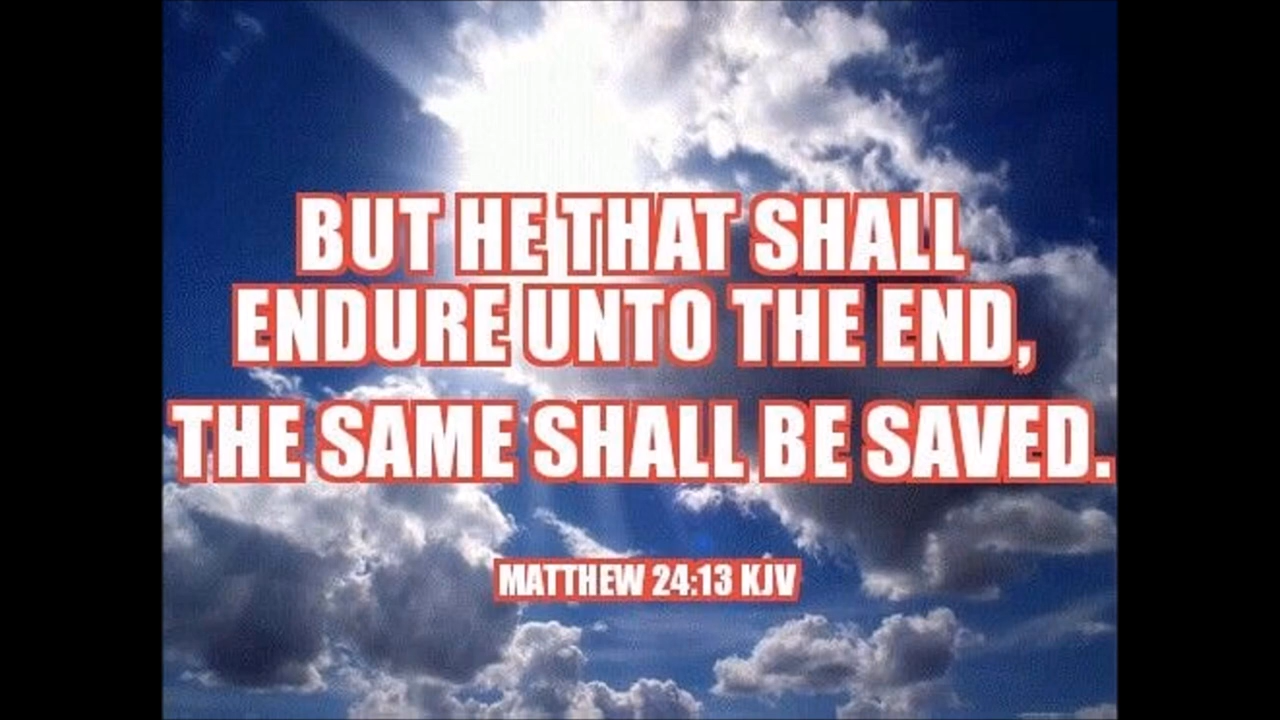 BUT HE THAT SHALL
ENDURE UNTO THE END,
THE SAME SHALL BE SAVED.
MATTHEW 24:13 KJV